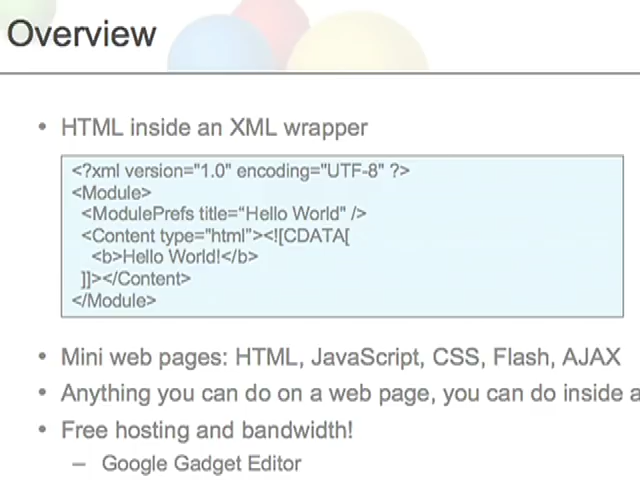 Overview
• HTML inside an XML wrapper
<?xml version="1.0" encoding="UTF-8" ?>
<Module>
<ModulePrefs title=“Hello World" />
<Content type="html"><![CDATA[
<b>Hello World!</b>
]]></Content>
</Module>
• Mini web pages: HTML, JavaScript, CSS, Flash, AJAX
• Anything you can do on a web page, you can do inside a
• Free hosting and bandwidth!
– Google Gadget Editor